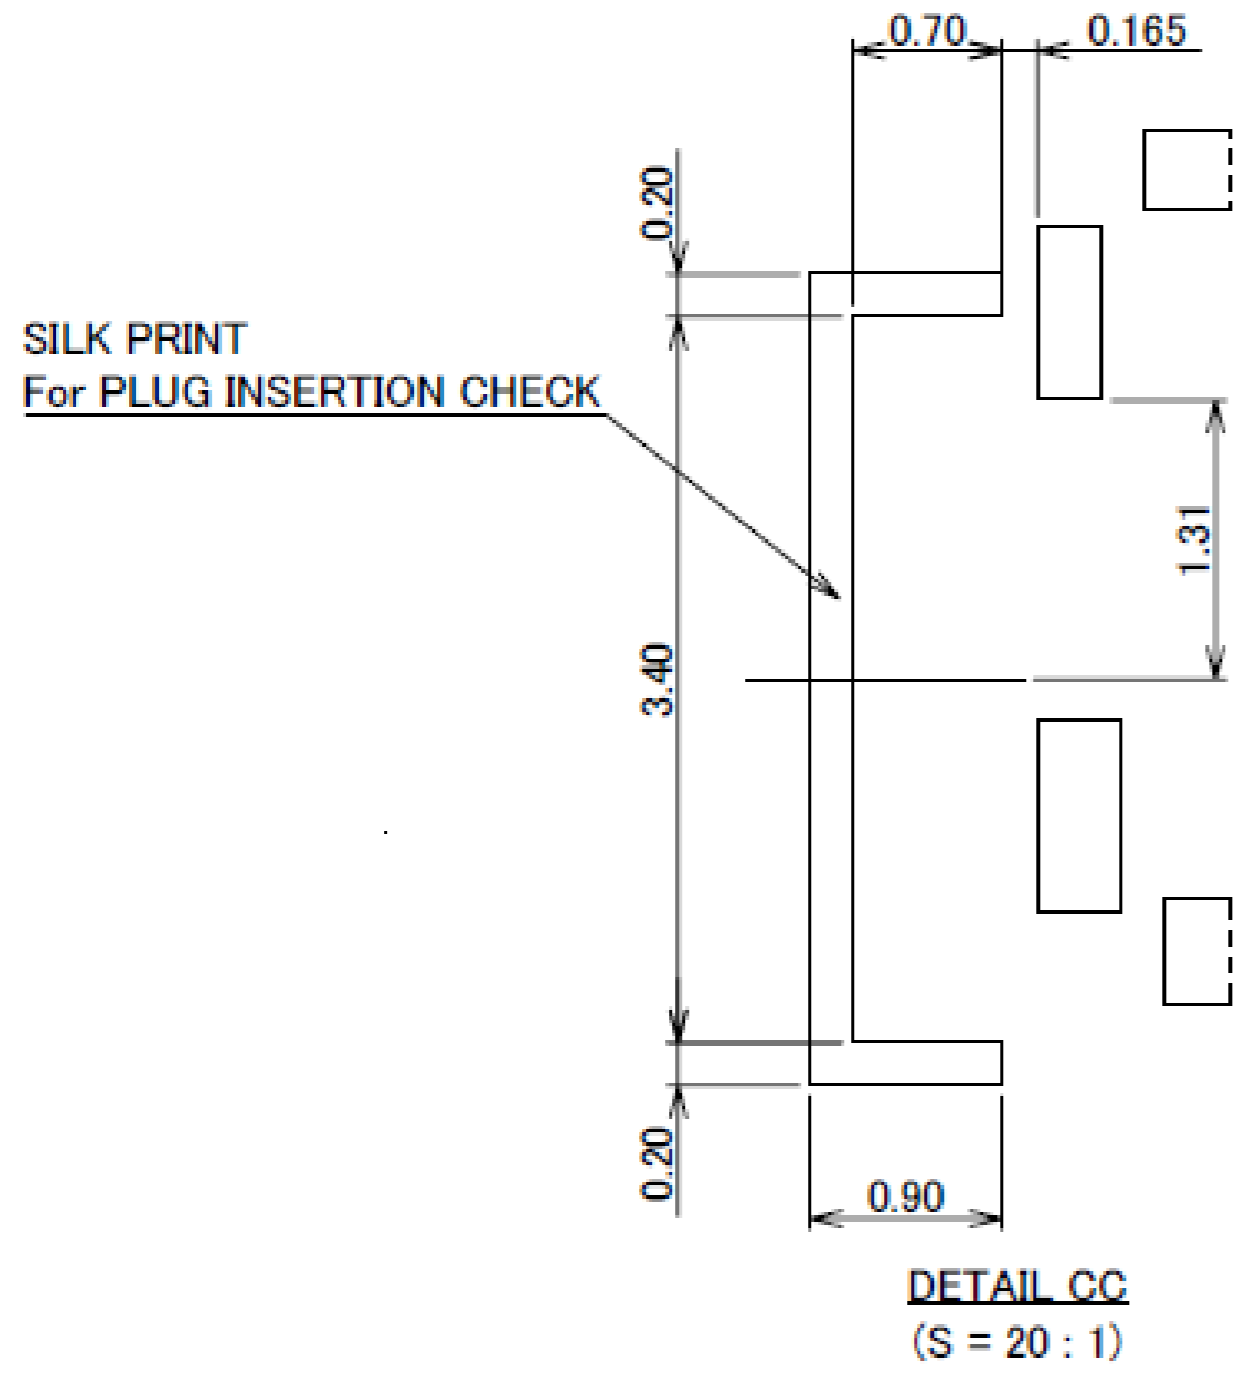 0.70
0.165
0.20
SILK PRINT
For PLUG INSERTION CHECK
1.31
3.40
0.20
0.90
DETAIL CC
(S = 20 : 1)